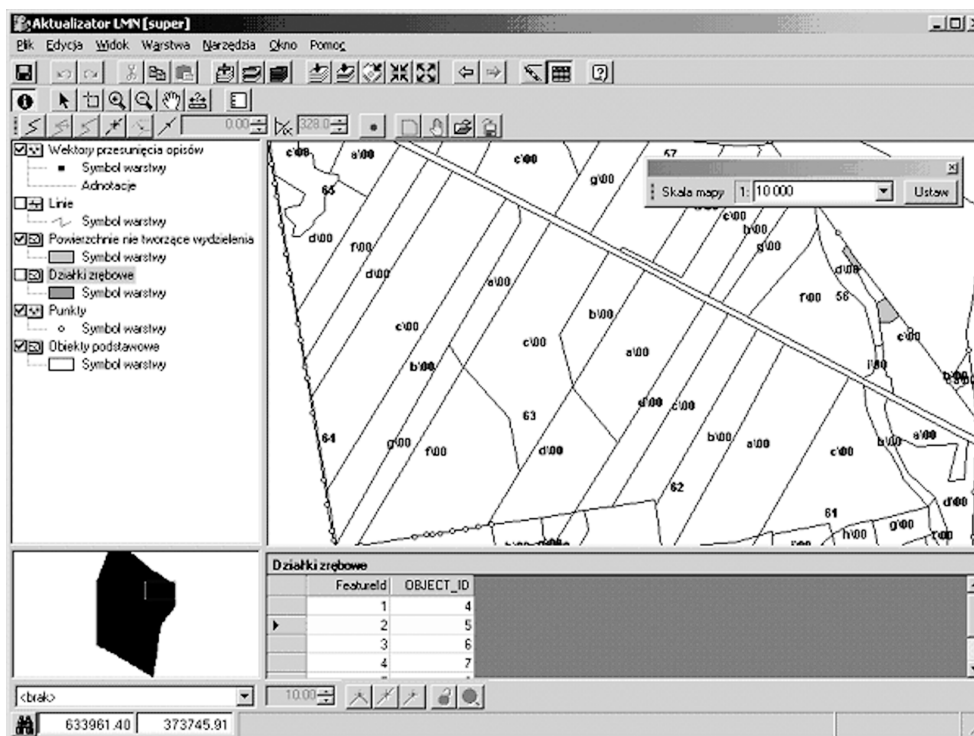 Aktualizator LMN [super]
Plik Edycja Widok Warstwa Narzędzia Okno Pomoc
0.00 328.0
Wektory przesunięcia opisów
Symbol warstwy
Adnotacje
Linie
Symbol warstwy
Powierzchnie nie tworzące wydzielenia
Symbol warstwy
Działki zrębowe
Symbol warstwy
Punkty
Symbol warstwy
Obiekty podstawowe
Symbol warstwy
Skala mapy 1: 10 000 Ustaw
c\00 a\00 c\00 57
65 g\00
c\00
d\00 f\00 b\00
g\00
d\00 a\00 d\00
f\00 56
c\00 c\00 b\00 c\00
b\00 a\00
63 d\00 c\00
64 g\00 f\00 d\00 b\00 a\00 c\00 b\00 a\00
62 61 d\00
h\00 g\00
Działki zrębowe
FeatureId OBJECT_ID
1 4
2 5
3 6
4 7
<brak> 10.00
633961.40 373745.91